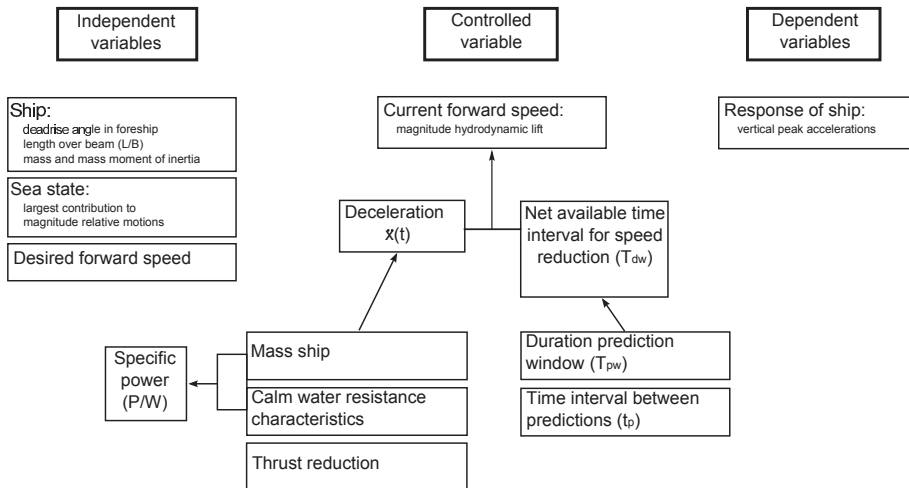 Independent
variables
Controlled
variable
Dependent
variables
Ship:
deadrise angle in foreship
length over beam (L/B)
mass and mass moment of inertia
Sea state:
largest contribution to
magnitude relative motions
Desired forward speed
Current forward speed:
magnitude hydrodynamic lift
Response of ship:
vertical peak accelerations
Deceleration
ẍ(t)
Net available time
interval for speed
reduction (Tdw)
Specific
power
(P/W)
Mass ship
Calm water resistance
characteristics
Thrust reduction
Duration prediction
window (Tpw)
Time interval between
predictions (tp)